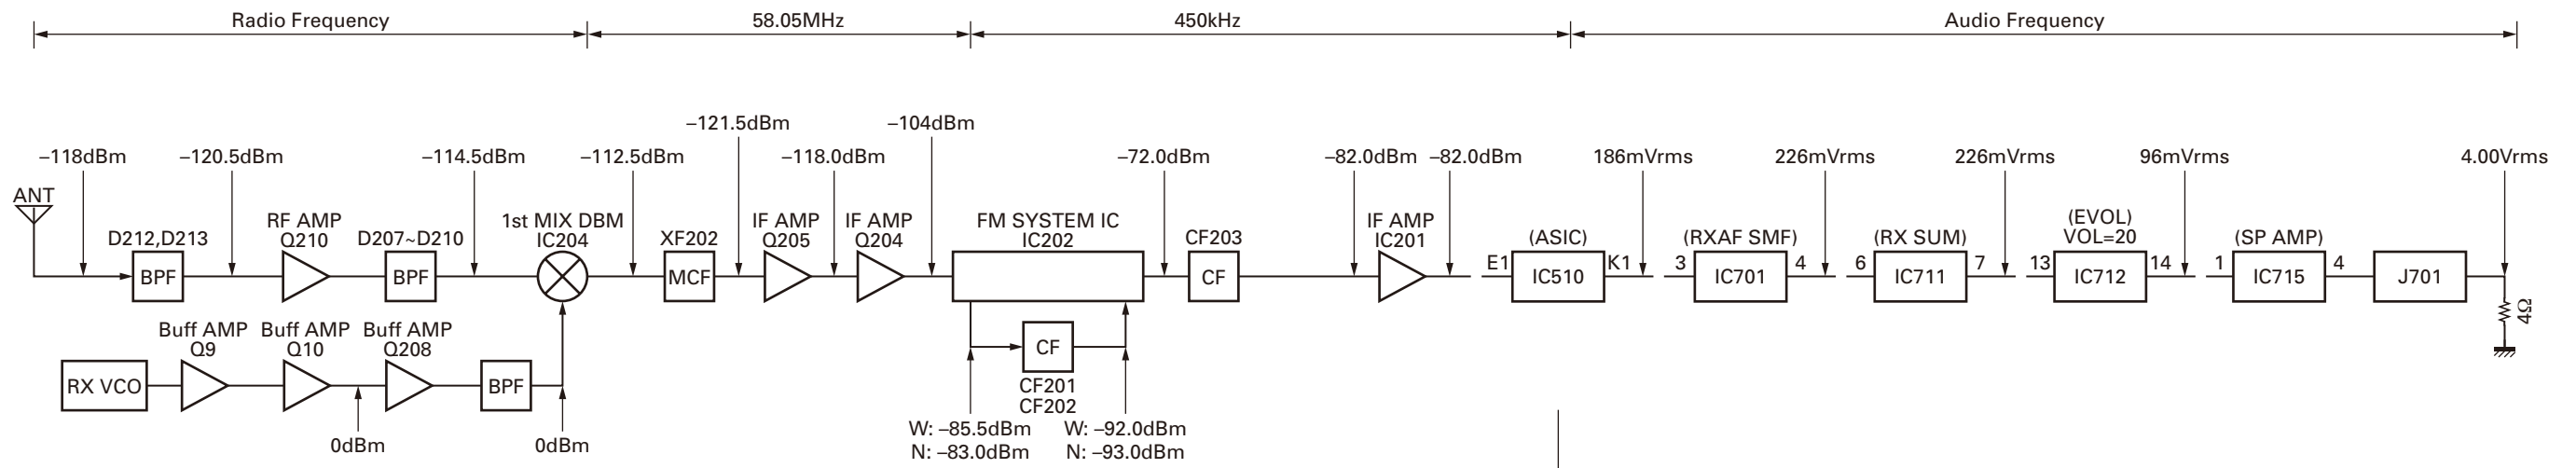 Radio Frequency
58.05MHz
450kHz
Audio Frequency
–121.5dBm
–104dBm
–118dBm
–120.5dBm
–114.5dBm
–112.5dBm
–118.0dBm
–72.0dBm
–82.0dBm
–82.0dBm
186mVrms
226mVrms
226mVrms
96mVrms
4.00Vrms
ANT
D212,D213
BPF
RF AMP
Q210
D207~D210
BPF
1st MIX DBM
IC204
XF202
MCF
IF AMP
Q205
IF AMP
Q204
FM SYSTEM IC
IC202
CF203
CF
IF AMP
IC201
(ASIC)
E1
IC510
K1
(RXAF SMF)
3
IC701
4
(RX SUM)
6
IC711
7
(EVOL)
VOL=20
13
IC712
14
(SP AMP)
1
IC715
4
J701
4Ω
RX VCO
Buff AMP
Q9
Buff AMP
Q10
Buff AMP
Q208
BPF
0dBm
0dBm
CF
CF201
CF202
W: –85.5dBm
N: –83.0dBm
W: –92.0dBm
N: –93.0dBm